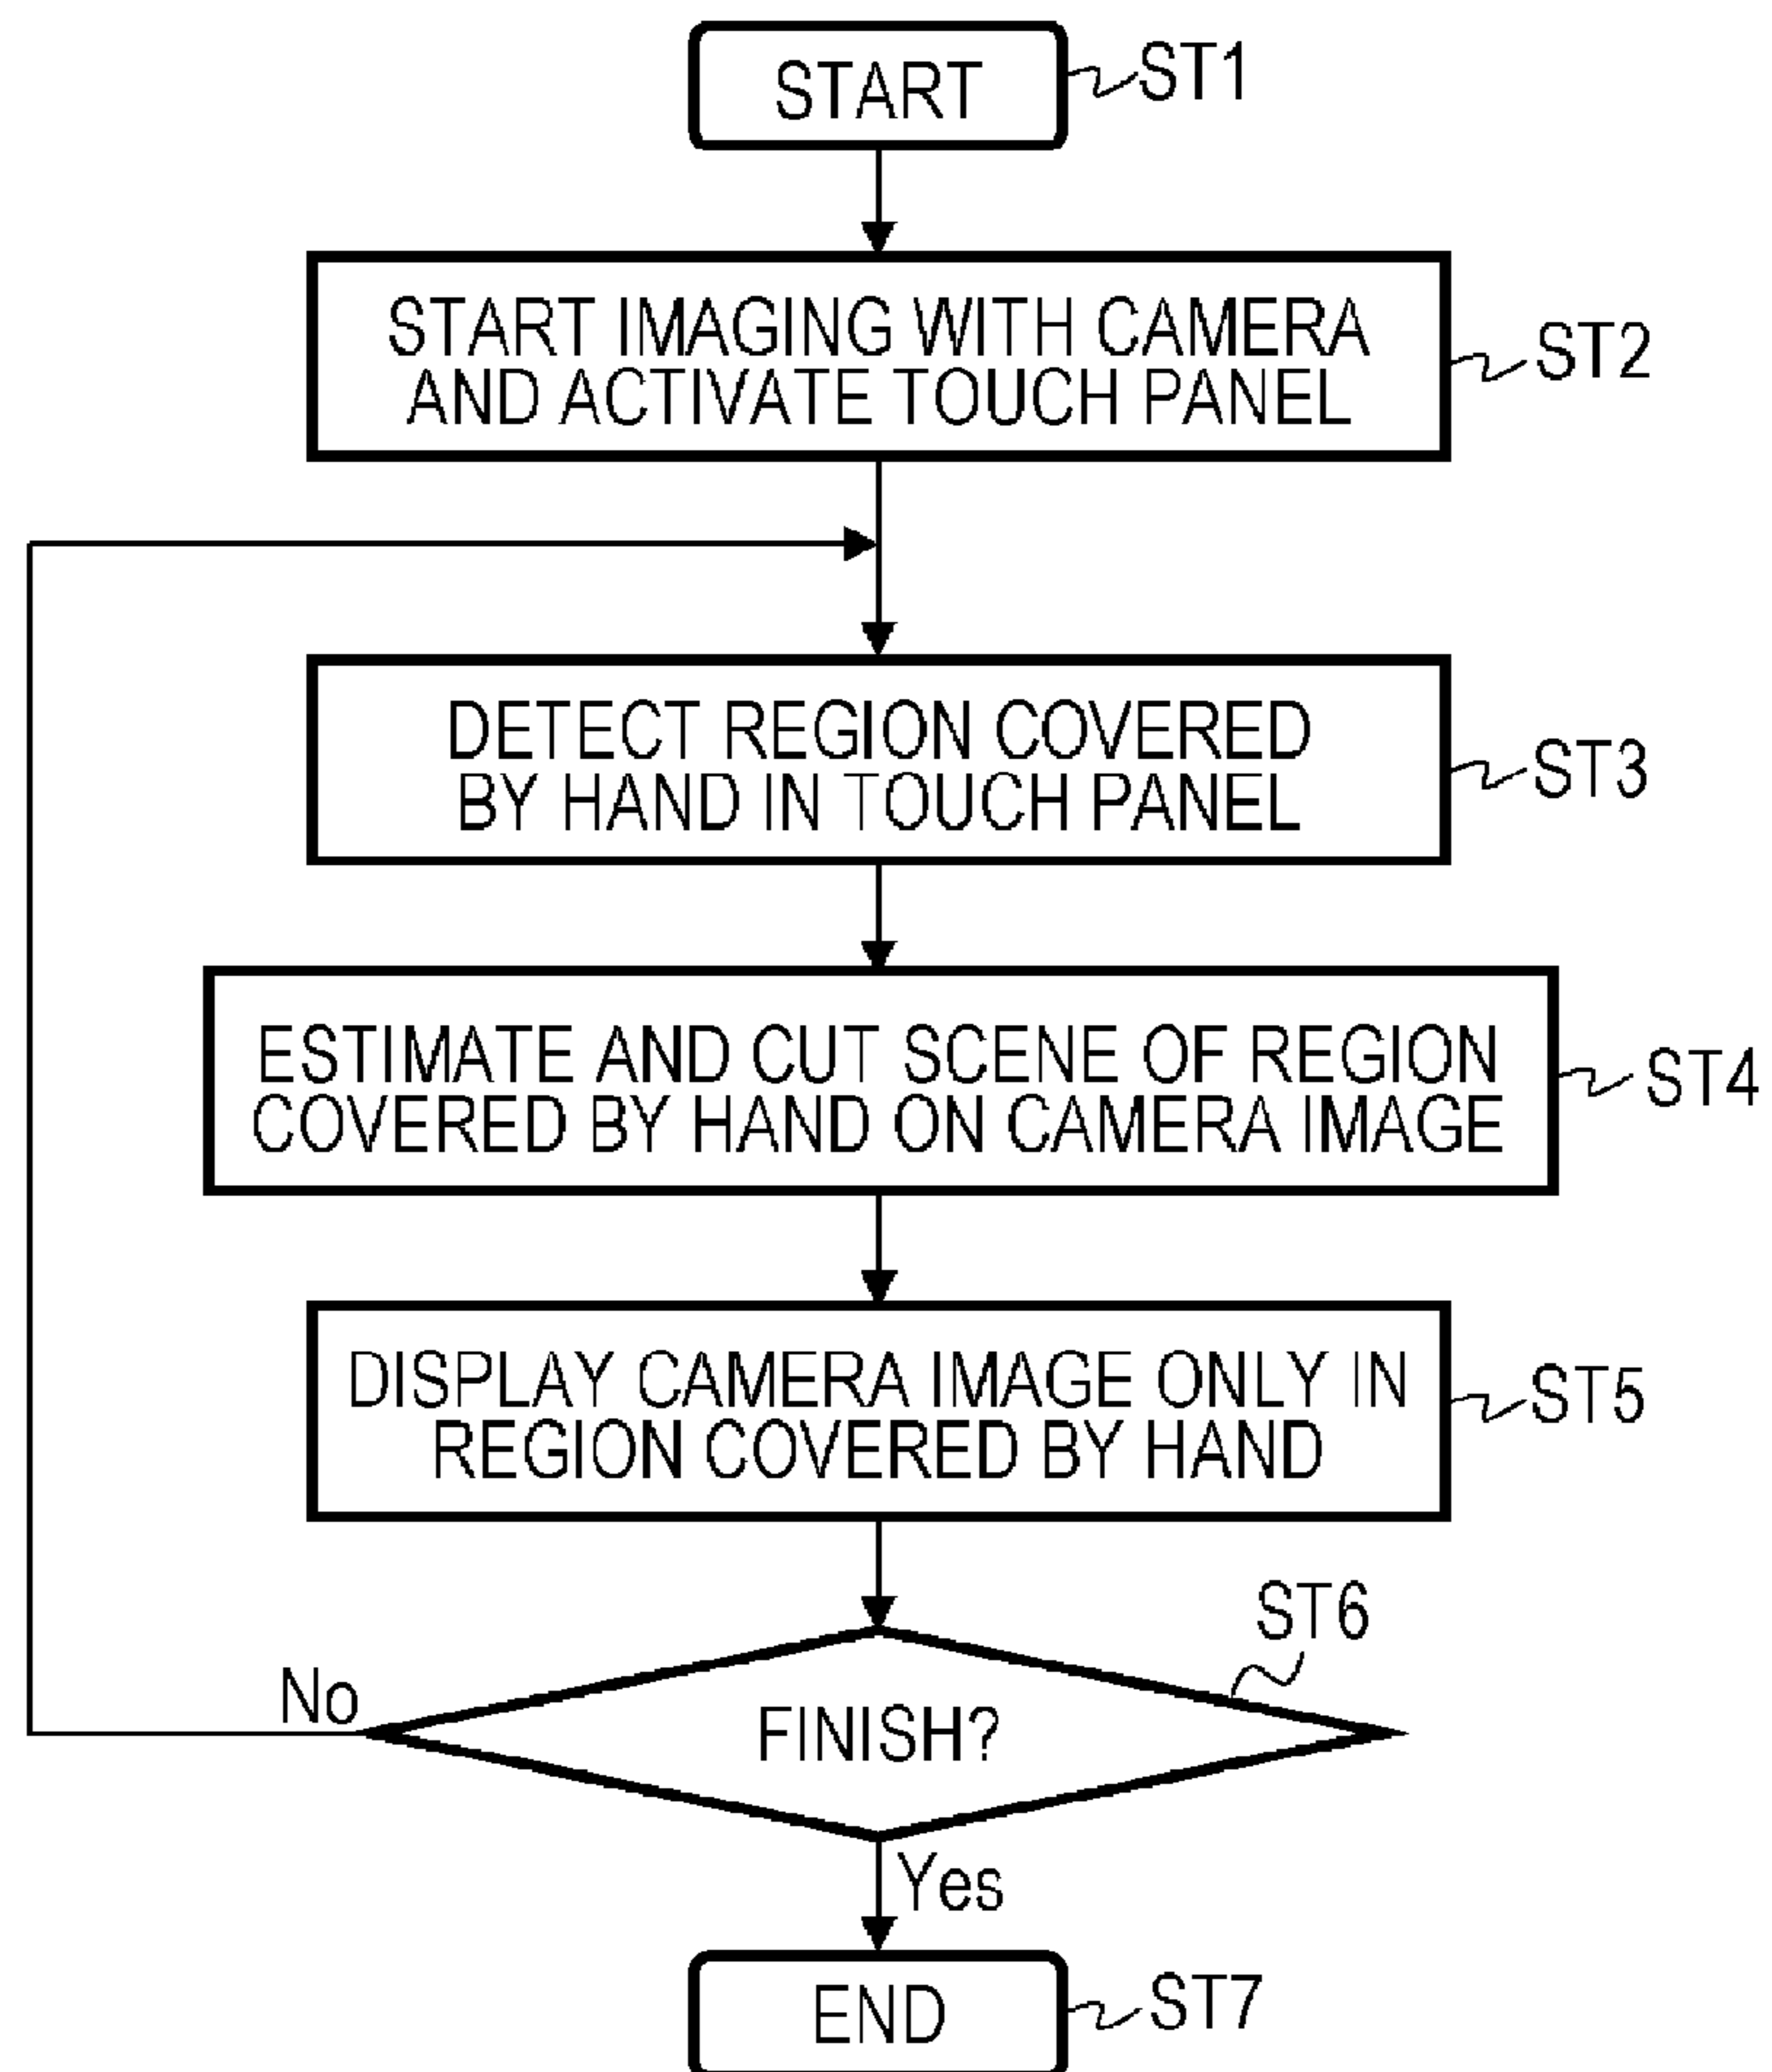 START
ST1
START IMAGING WITH CAMERA
AND ACTIVATE TOUCH PANEL
ST2
DETECT REGION COVERED
BY HAND IN TOUCH PANEL
ST3
ESTIMATE AND CUT SCENE OF REGION
COVERED BY HAND ON CAMERA IMAGE
ST4
DISPLAY CAMERA IMAGE ONLY IN
REGION COVERED BY HAND
ST5
ST6
No
FINISH?
Yes
END
ST7